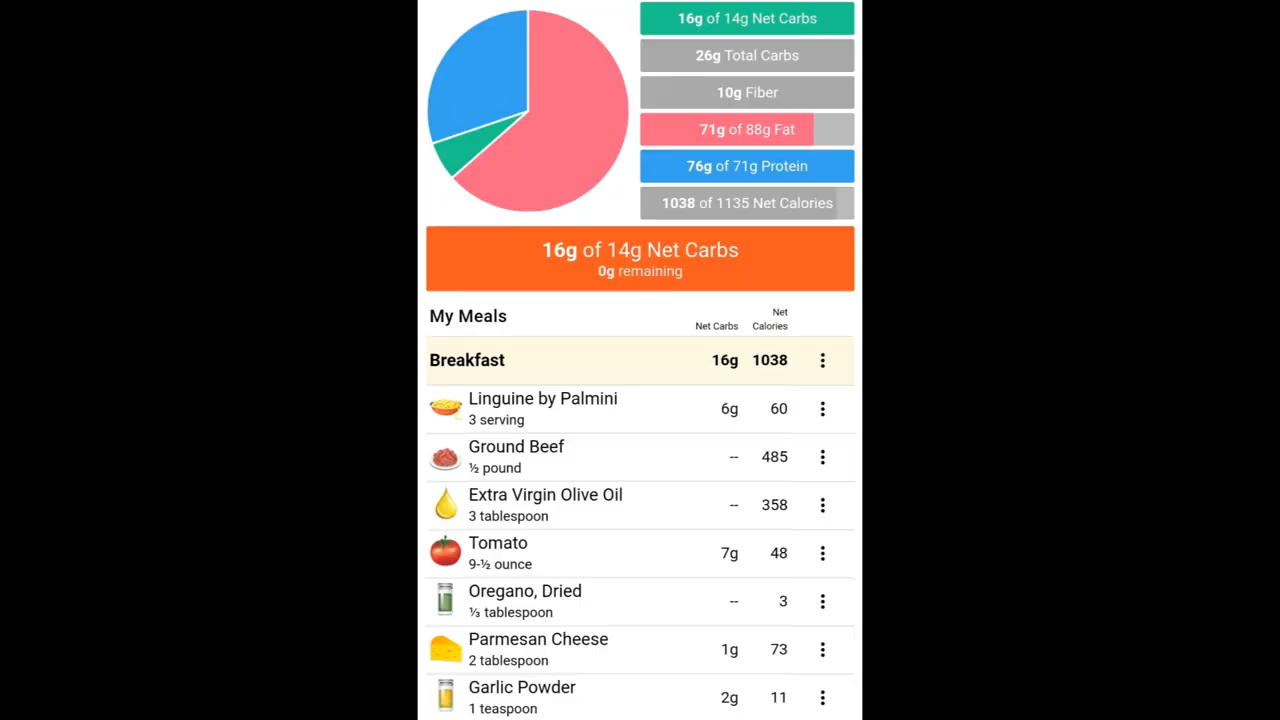 16g of 14g Net Carbs
26g Total Carbs
10g Fiber
71g of 88g Fat
76g of 71g Protein
1038 of 1135 Net Calories
16g of 14g Net Carbs
0g remaining
My Meals
Net Carbs
Net
Calories
Breakfast 16g 1038
Linguine by Palmini
3 serving
6g 60
Ground Beef
½ pound
-- 485
Extra Virgin Olive Oil
3 tablespoon
-- 358
Tomato
9-½ ounce
7g 48
Oregano, Dried
⅓ tablespoon
-- 3
Parmesan Cheese
2 tablespoon
1g 73
Garlic Powder
1 teaspoon
2g 11